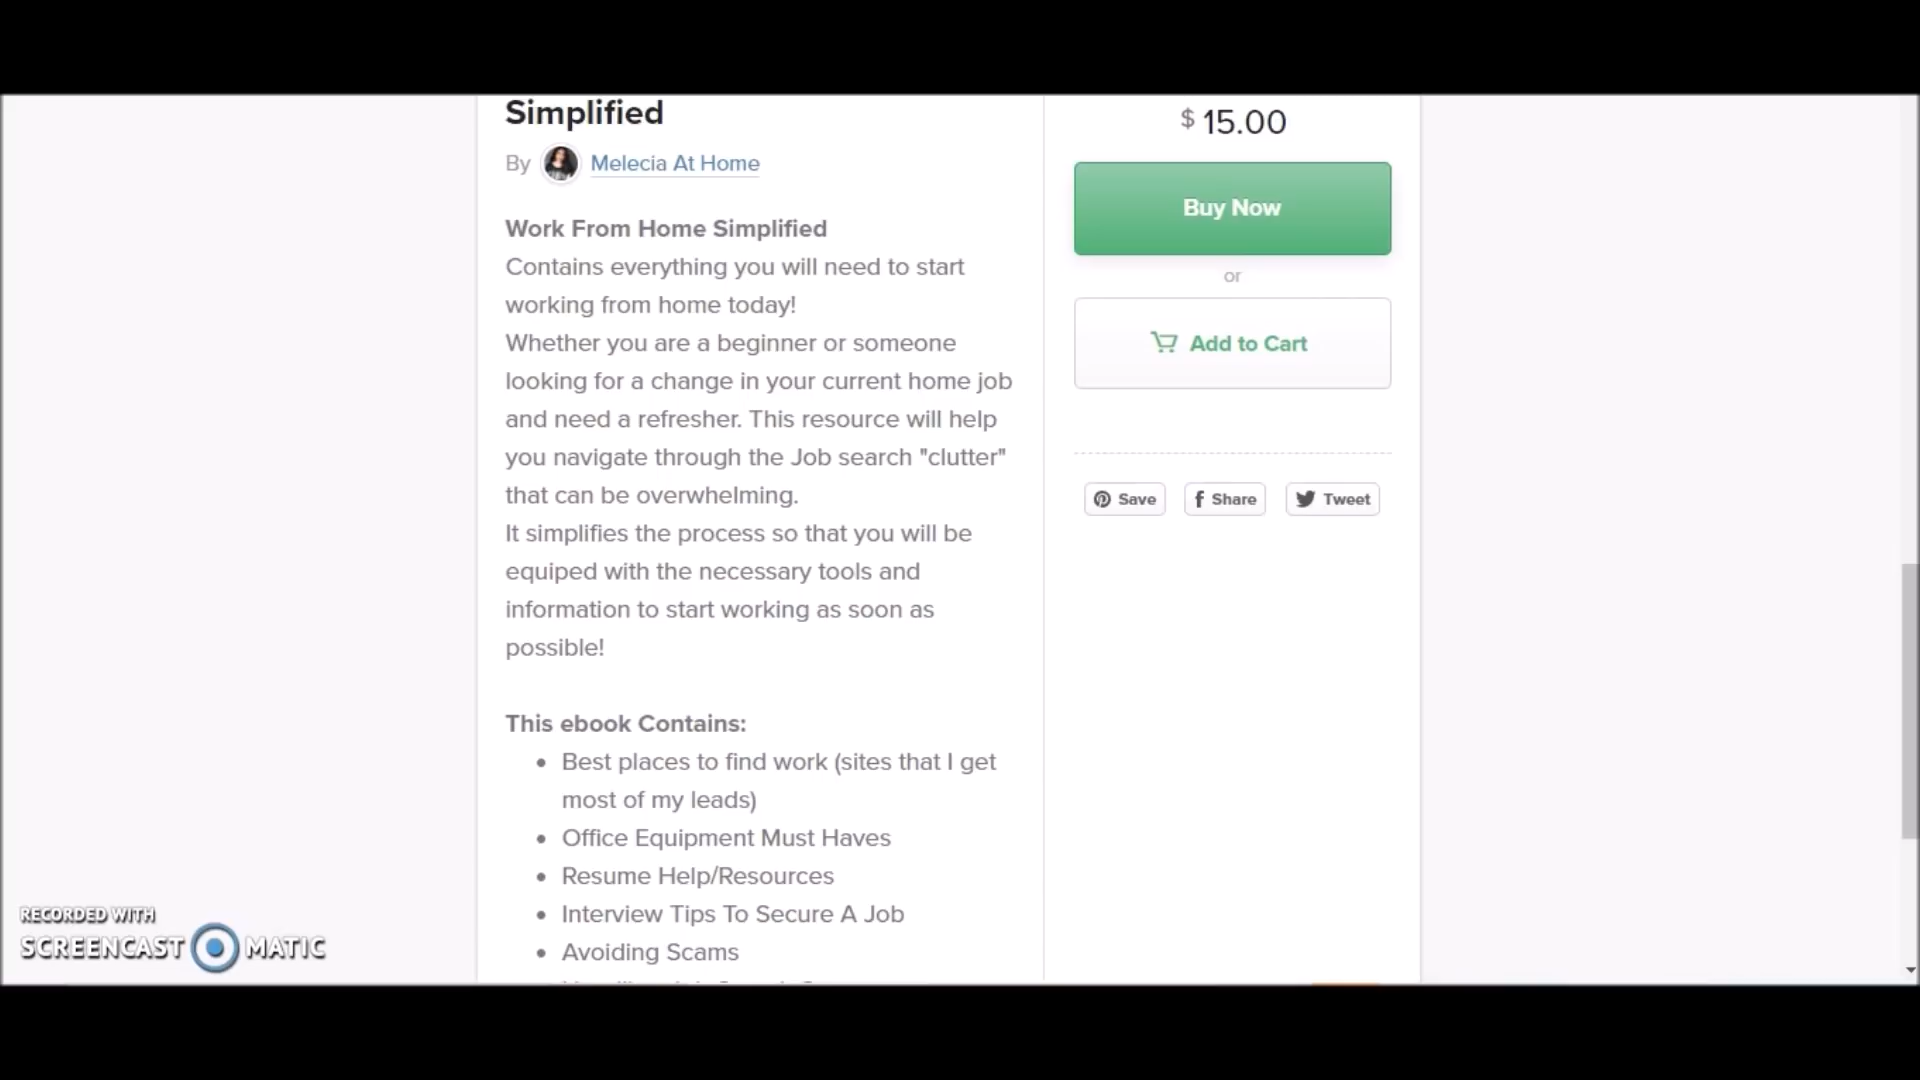 Simplified
By Melecia At Home
Work From Home Simplified
Contains everything you will need to start
working from home today!
Whether you are a beginner or someone
looking for a change in your current home job
and need a refresher. This resource will help
you navigate through the Job search "clutter"
that can be overwhelming.
It simplifies the process so that you will be
equiped with the necessary tools and
information to start working as soon as
possible!
This ebook Contains:
Best places to find work (sites that I get
most of my leads)
Office Equipment Must Haves
Resume Help/Resources
Interview Tips To Secure A Job
Avoiding Scams
$ 15.00
Buy Now
or
Add to Cart
Save
Share
Tweet
RECORDED WITH
SCREENCAST MATIC